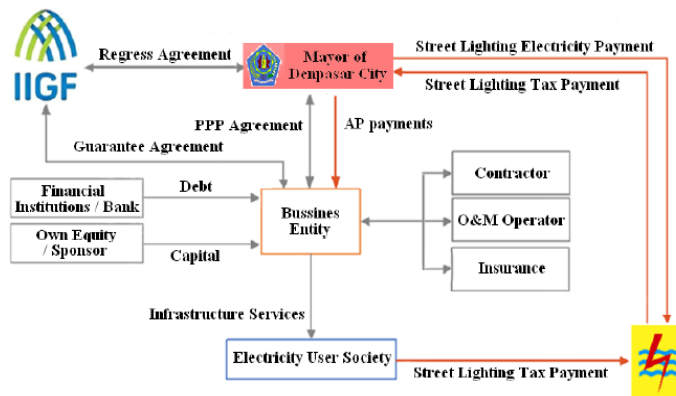 Street Lighting Electricity Payment
Regress Agreement
Mayor of
Denpasar City
IIGF
Street Lighting Tax Payment
PPP Agreement
AP payments
Guarantee Agreement
Contractor
Financial
Institutions / Bank
Debt
Bussines
Entity
O&M Operator
Own Equity
/ Sponsor
Capital
Insurance
Infrastructure Services
Electricity User Society
Street Lighting Tax Payment